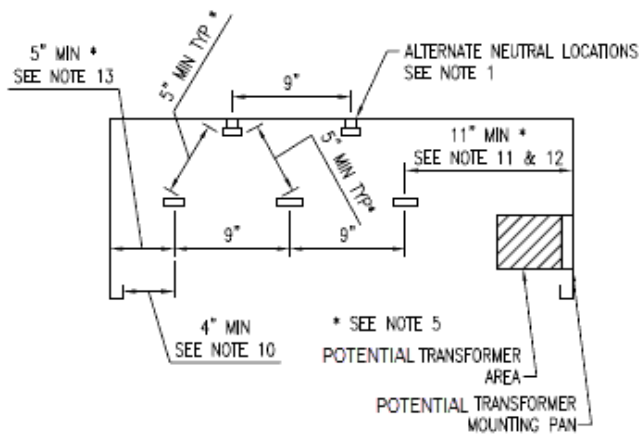 5" MIN *
SEE NOTE 13
5" MIN TYP *
9"
ALTERNATE NEUTRAL LOCATIONS
SEE NOTE 1
11" MIN *
SEE NOTE 11 & 12
5" MIN TYP*
9"
9"
4" MIN
SEE NOTE 10
* SEE NOTE 5
POTENTIAL TRANSFORMER
AREA
POTENTIAL TRANSFORMER
MOUNTING PAN